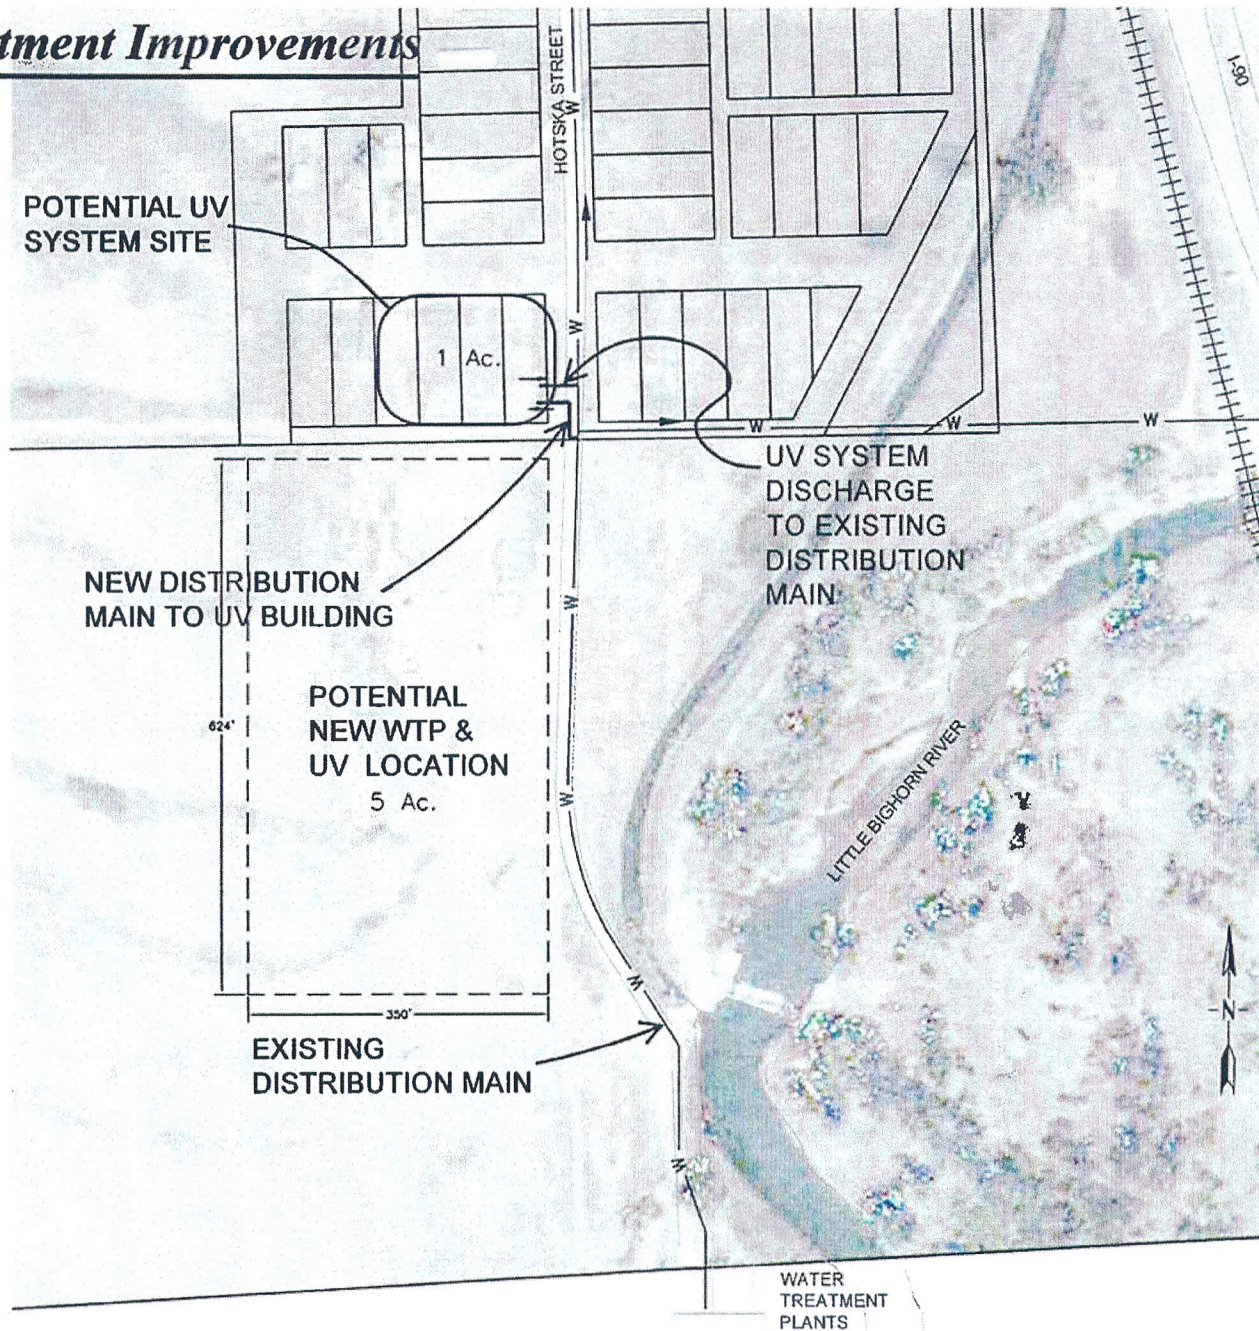 tment Improvements
HOTSKA STREET
I-90
POTENTIAL UV
SYSTEM SITE
1 Ac.
W
W
W
W
W
UV SYSTEM
DISCHARGE
TO EXISTING
DISTRIBUTION
MAIN
NEW DISTRIBUTION
MAIN TO UV BUILDING
W
624'
POTENTIAL
NEW WTP &
UV LOCATION
5 Ac.
W
LITTLE BIGHORN RIVER
W
350'
N
EXISTING
DISTRIBUTION MAIN
W
WATER
TREATMENT
PLANTS